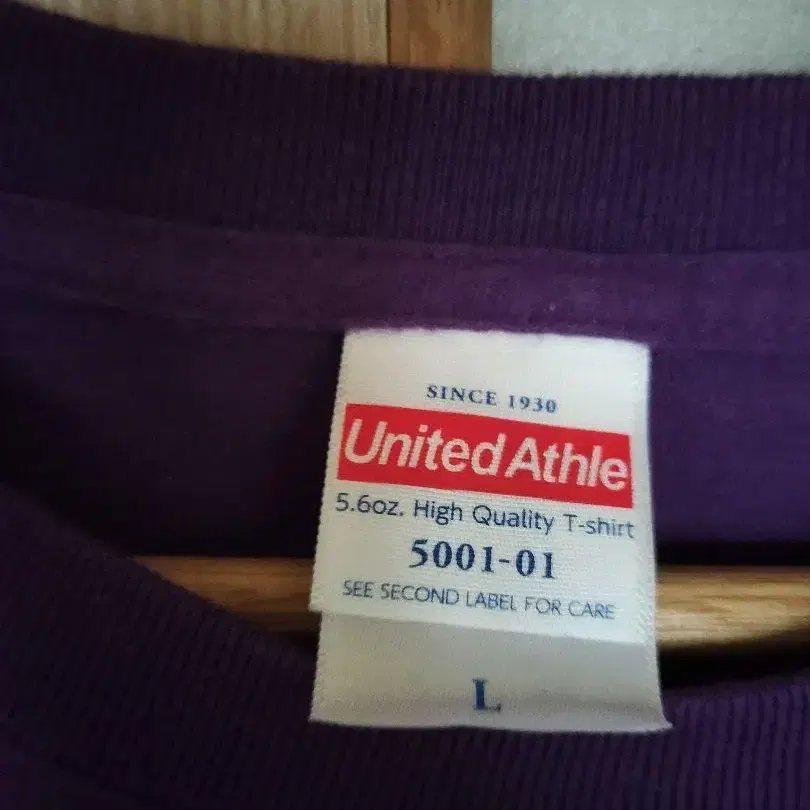 SINCE 1930
United Athle
5.6oz. High Quality T-shirt
5001-01
SEE SECOND LABEL FOR CARE
L